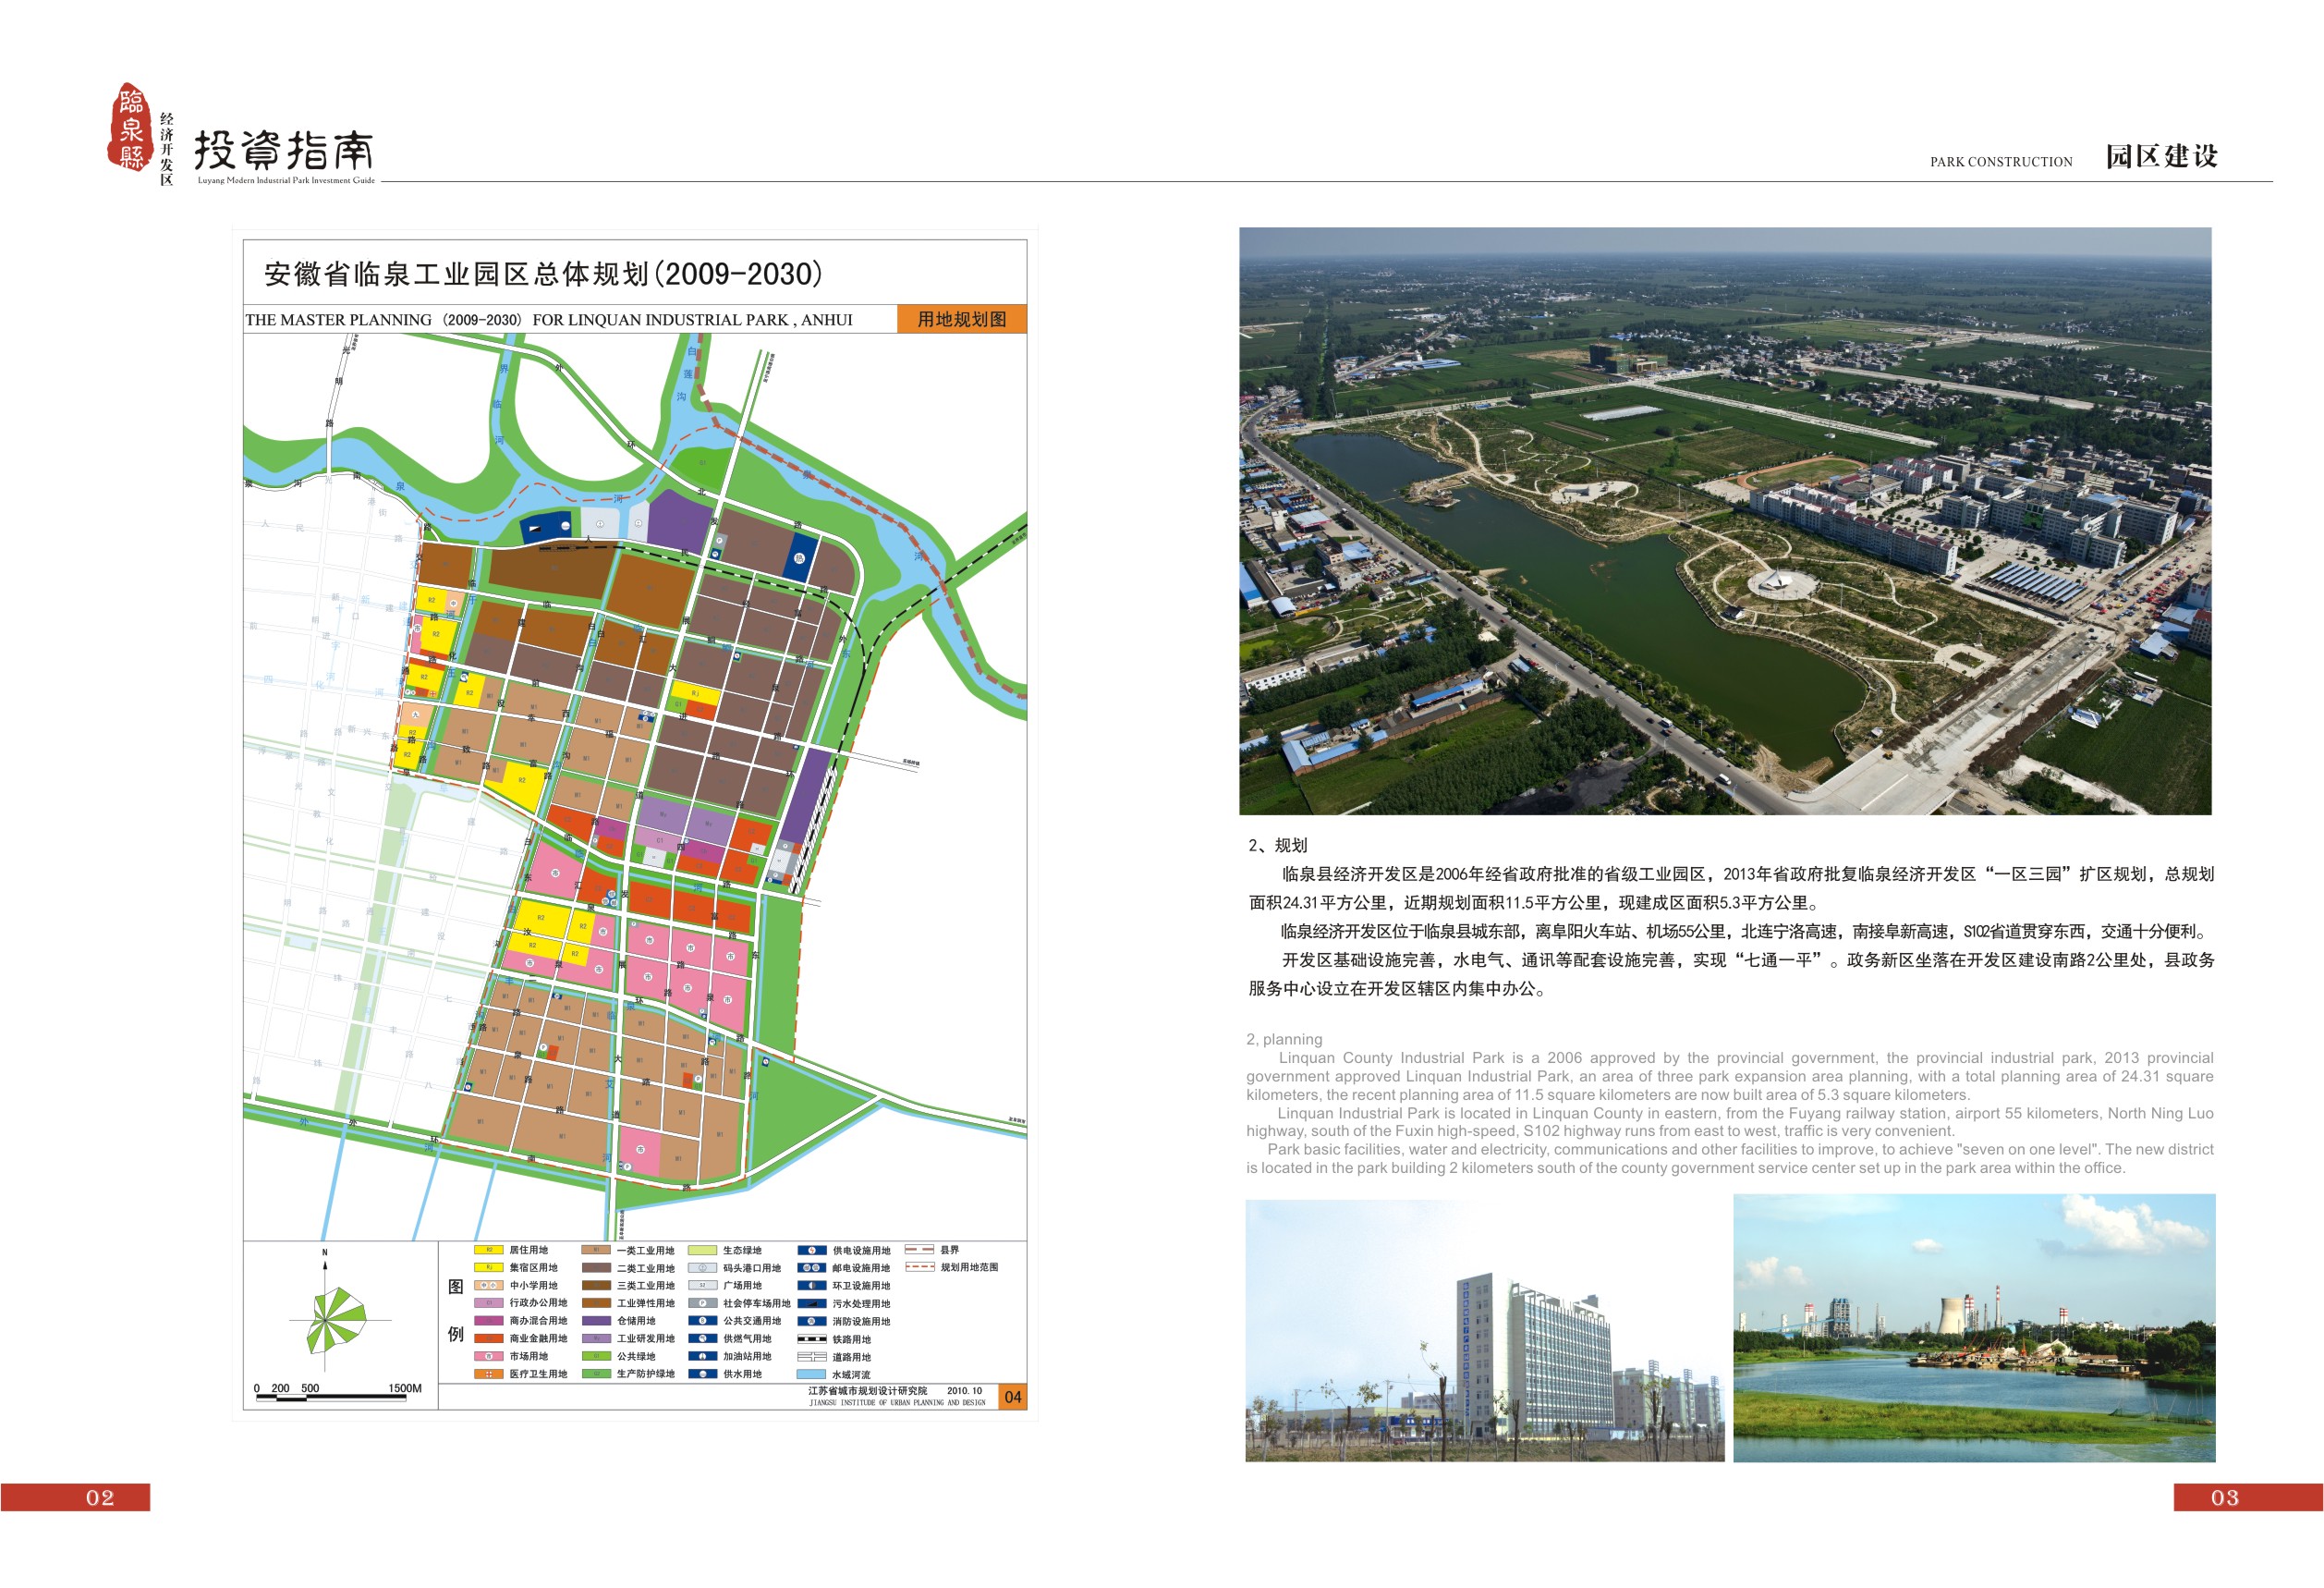 臨泉縣
经济开发区
投資指南
Luyang Modern Industrial Park Investment Guide
PARK CONSTRUCTION 园区建设
安徽省临泉工业园区总体规划(2009-2030)
THE MASTER PLANNING (2009-2030) FOR LINQUAN INDUSTRIAL PARK , ANHUI
用地规划图
N
0 200 500 1500M
图例
居住用地
集宿区用地
中小学用地
行政办公用地
商办混合用地
商业金融用地
市场用地
医疗卫生用地
一类工业用地
二类工业用地
三类工业用地
工业弹性用地
仓储用地
工业研发用地
公共绿地
生产防护绿地
生态绿地
码头港口用地
广场用地
社会停车场用地
公共交通用地
供燃气用地
加油站用地
供水用地
供电设施用地
邮电设施用地
环卫设施用地
污水处理用地
消防设施用地
铁路用地
道路用地
水域河流
县界
规划用地范围
江苏省城市规划设计研究院 2010.10
JIANGSU INSTITUDE OF URBAN PLANNING AND DESIGN
04
2、规划
临泉县经济开发区是2006年经省政府批准的省级工业园区，2013年省政府批复临泉经济开发区“一区三园”扩区规划，总规划
面积24.31平方公里，近期规划面积11.5平方公里，现建成区面积5.3平方公里。
临泉经济开发区位于临泉县城东部，离阜阳火车站、机场55公里，北连宁洛高速，南接阜新高速，S102省道贯穿东西，交通十分便利。
开发区基础设施完善，水电气、通讯等配套设施完善，实现“七通一平”。政务新区坐落在开发区建设南路2公里处，县政务
服务中心设立在开发区辖区内集中办公。
2, planning
Linquan County Industrial Park is a 2006 approved by the provincial government, the provincial industrial park, 2013 provincial
government approved Linquan Industrial Park, an area of three park expansion area planning, with a total planning area of 24.31 square
kilometers, the recent planning area of 11.5 square kilometers are now built area of 5.3 square kilometers.
Linquan Industrial Park is located in Linquan County in eastern, from the Fuyang railway station, airport 55 kilometers, North Ning Luo
highway, south of the Fuxin high-speed, S102 highway runs from east to west, traffic is very convenient.
Park basic facilities, water and electricity, communications and other facilities to improve, to achieve "seven on one level". The new district
is located in the park building 2 kilometers south of the county government service center set up in the park area within the office.
02
03